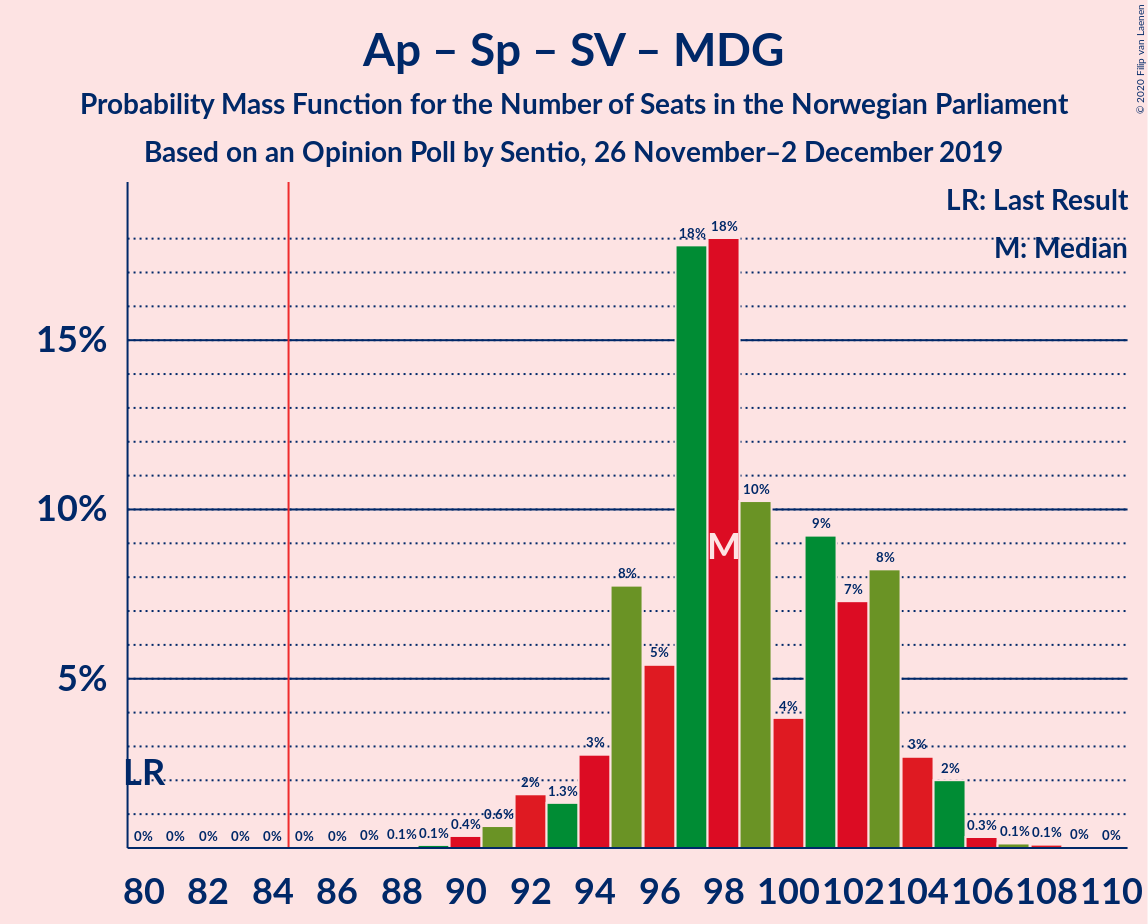 Ap – Sp – SV – MDG
Probability Mass Function for the Number of Seats in the Norwegian Parliament
Based on an Opinion Poll by Sentio, 26 November–2 December 2019
© 2020 Filip van Laenen
LR: Last Result
M: Median
15%
10%
5%
LR
M
0% 0% 0% 0% 0% 0% 0% 0% 0.1% 0.1% 0.4% 0.6% 2% 1.3% 3% 8% 5% 18% 18% 10% 4% 9% 7% 8% 3% 2% 0.3% 0.1% 0.1% 0% 0%
80 82 84 86 88 90 92 94 96 98 100 102 104 106 108 110